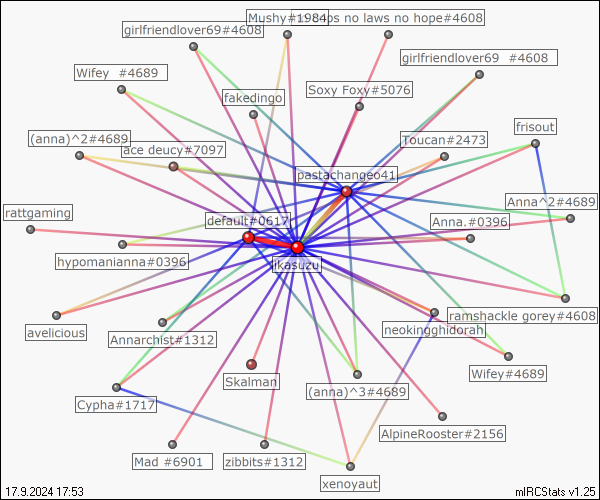 Mushy#1984
no laws no hope#4608
girlfriendlover69#4608
girlfriendlover69 #4608
Wifey #4689
Soxy Foxy#5076
fakedingo
frisout
(anna)^2#4689
Toucan#2473
ace deucy#7097
pastachangeo41
Anna^2#4689
rattgaming
default#0617
Anna.#0396
hypomanianna#0396
ikasuzu
ramshackle gorey#4608
avelicious
neokingghidorah
Annarchist#1312
Wifey#4689
Skalman
(anna)^3#4689
Cypha#1717
AlpineRooster#2156
Mad #6901
zibbits#1312
xenoyaut
17.9.2024 17:53
mIRCStats v1.25